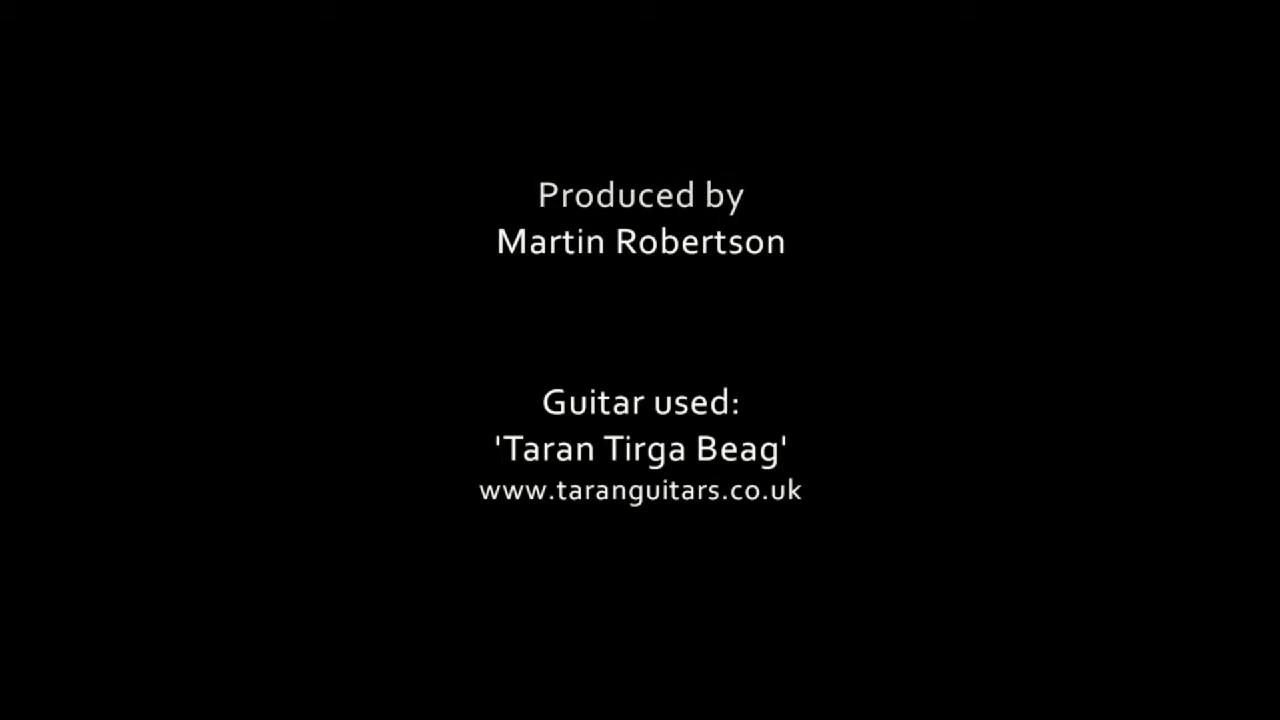 Produced by
Martin Robertson
Guitar used:
'Taran Tirga Beag'
www.taranguitars.co.uk